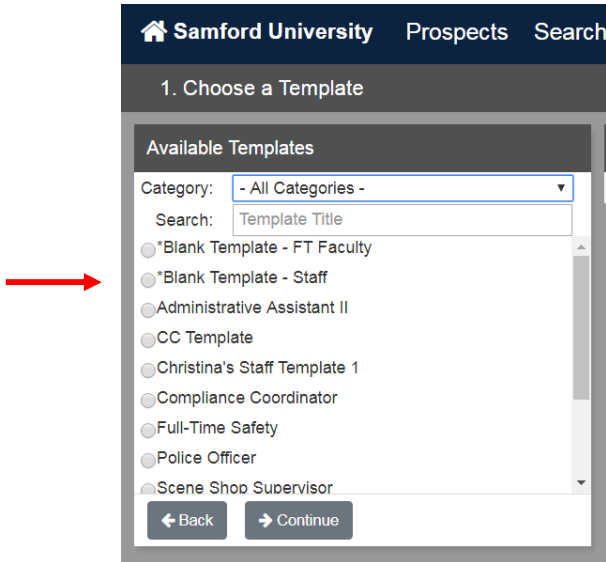 Samford University Prospects Search
1. Choose a Template
Available Templates
Category: - All Categories -
Search: Template Title
*Blank Template - FT Faculty
*Blank Template - Staff
Administrative Assistant II
CC Template
Christina's Staff Template 1
Compliance Coordinator
Full-Time Safety
Police Officer
Scene Shop Supervisor
Back Continue